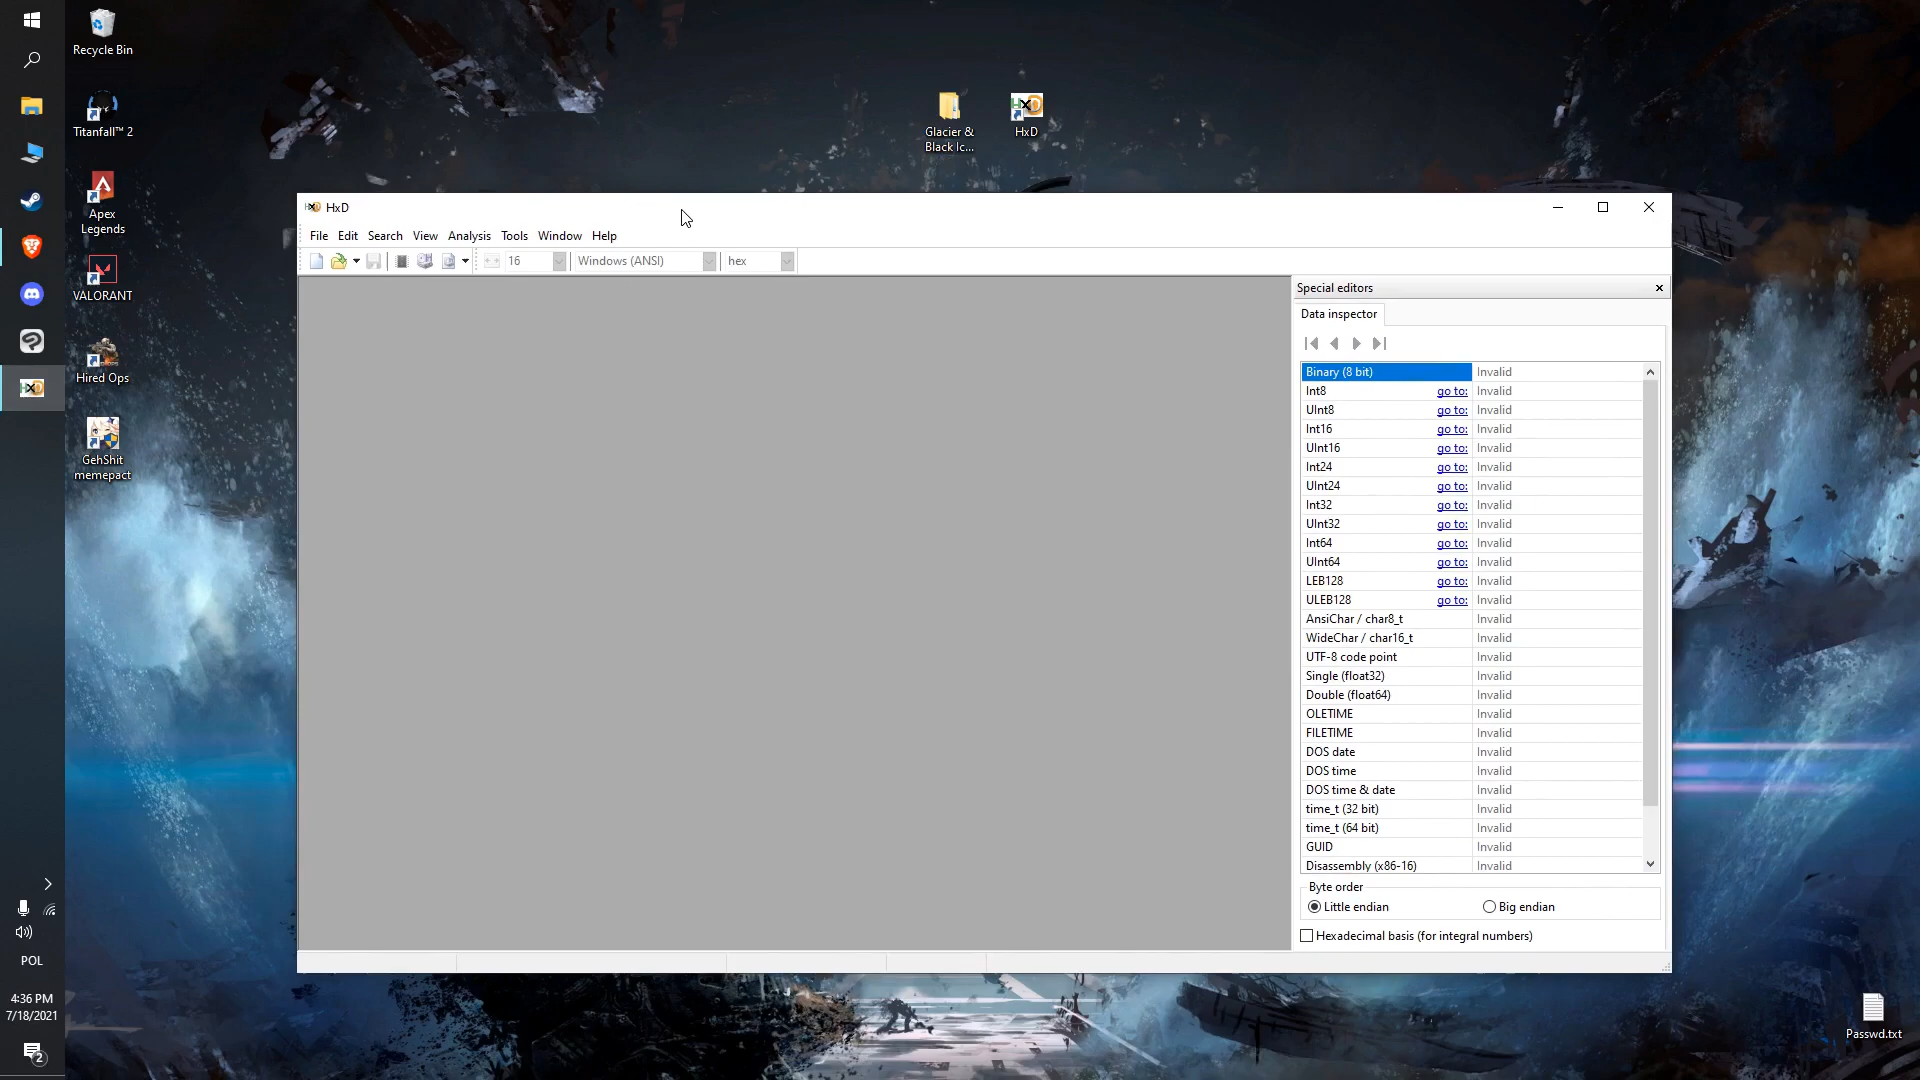 Recycle Bin
Titanfall™ 2
Apex
Legends
VALORANT
Hired Ops
GehShit
memepact
Glacier &
Black Ic...
HxD
HxD
File Edit Search View Analysis Tools Window Help
16 Windows (ANSI) hex
Special editors
Data inspector
Binary (8 bit) Invalid
Int8 go to: Invalid
UInt8 go to: Invalid
Int16 go to: Invalid
UInt16 go to: Invalid
Int24 go to: Invalid
UInt24 go to: Invalid
Int32 go to: Invalid
UInt32 go to: Invalid
Int64 go to: Invalid
UInt64 go to: Invalid
LEB128 go to: Invalid
ULEB128 go to: Invalid
AnsiChar / char8_t Invalid
WideChar / char16_t Invalid
UTF-8 code point Invalid
Single (float32) Invalid
Double (float64) Invalid
OLETIME Invalid
FILETIME Invalid
DOS date Invalid
DOS time Invalid
DOS time & date Invalid
time_t (32 bit) Invalid
time_t (64 bit) Invalid
GUID Invalid
Disassembly (x86-16) Invalid
Byte order
Little endian Big endian
Hexadecimal basis (for integral numbers)
POL
4:36 PM
7/18/2021
2
Passwd.txt